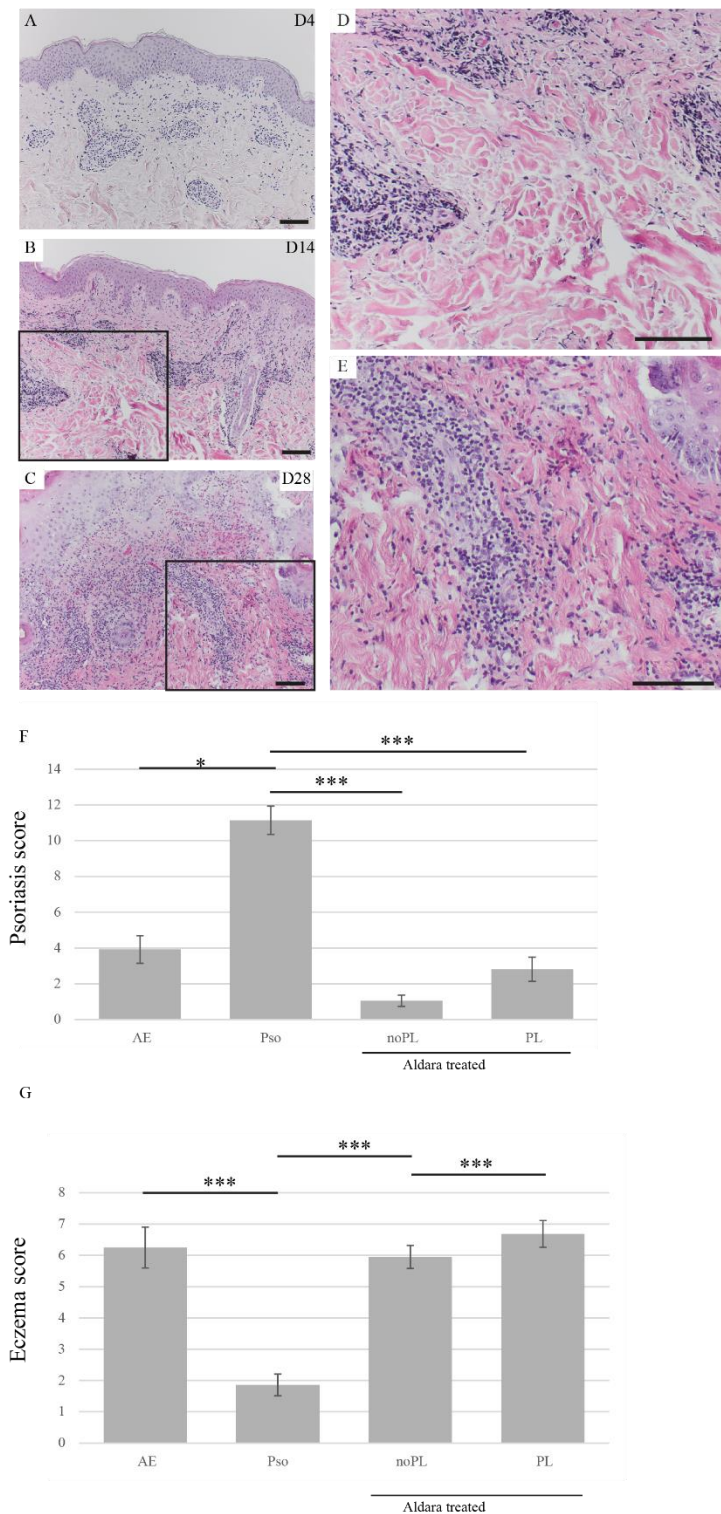 A D4
B D14
C D28
D
E
F
***
*
***
14
12
10
8
6
4
2
0
Psoriasis score
AE Pso noPL PL
Aldara treated
G
***
*** ***
8
7
6
5
4
3
2
1
0
Eczema score
AE Pso noPL PL
Aldara treated